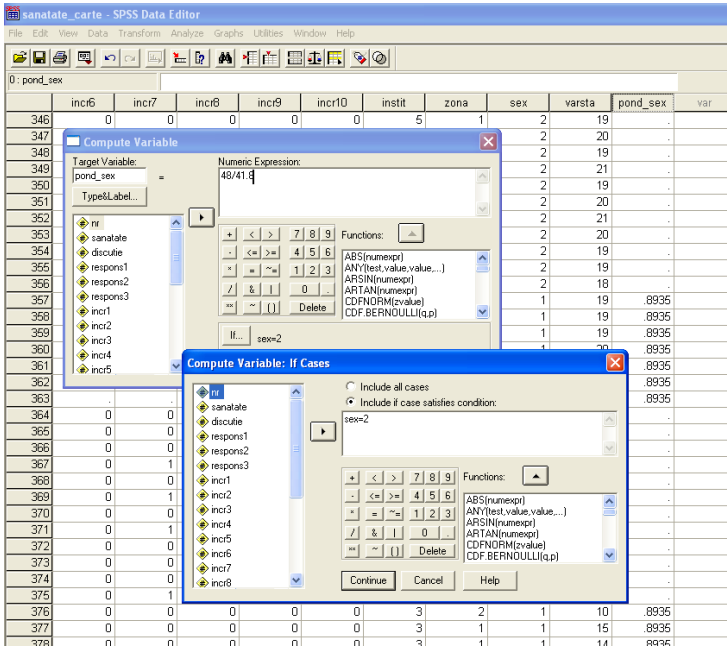 sanatate_carte - SPSS Data Editor
File Edit View Data Transform Analyze Graphs Utilities Window Help
0 : pond_sex
incr6 incr7 incr8 incr9 incr10 instit zona sex varsta pond_sex var
346 0 0 0 0 0 5 1 2 19 .
347 2 20 .
348 2 19 .
349 2 21 .
350 2 19 .
351 2 20 .
352 2 21 .
353 2 20 .
354 2 19 .
355 2 19 .
356 2 18 .
357 1 19 .8935
358 1 19 .8935
359 1 19 .8935
360 1 20 .8935
361 .8935
362 .8935
363 . . .8935
364 0 0 .
365 0 0 .
366 0 0 .
367 0 1 .
368 0 0 .
369 0 1 .
370 0 0 .
371 0 1 .
372 0 0 .
373 0 0 .
374 0 0 .
375 0 1 .
376 0 0 0 0 0 3 2 1 10 .8935
377 0 0 0 0 0 3 1 1 15 .8935
378 0 0 0 0 0 3 1 1 14 .8935
Compute Variable
Target Variable:
pond_sex
=
Numeric Expression:
48/41.8
Type&Label...
nr
sanatate
discutie
respons1
respons2
respons3
incr1
incr2
incr3
incr4
incr5
+ < > 7 8 9
- <= >= 4 5 6
* = ~= 1 2 3
/ & | 0 .
** ~ () Delete
Functions:
ABS(numexpr)
ANY(test,value,value,...)
ARSIN(numexpr)
ARTAN(numexpr)
CDFNORM(zvalue)
CDF.BERNOULLI(q,p)
If... sex=2
Compute Variable: If Cases
nr
sanatate
discutie
respons1
respons2
respons3
incr1
incr2
incr3
incr4
incr5
incr6
incr7
incr8
Include all cases
Include if case satisfies condition:
sex=2
+ < > 7 8 9
- <= >= 4 5 6
* = ~= 1 2 3
/ & | 0 .
** ~ () Delete
Functions:
ABS(numexpr)
ANY(test,value,value,...)
ARSIN(numexpr)
ARTAN(numexpr)
CDFNORM(zvalue)
CDF.BERNOULLI(q,p)
Continue Cancel Help